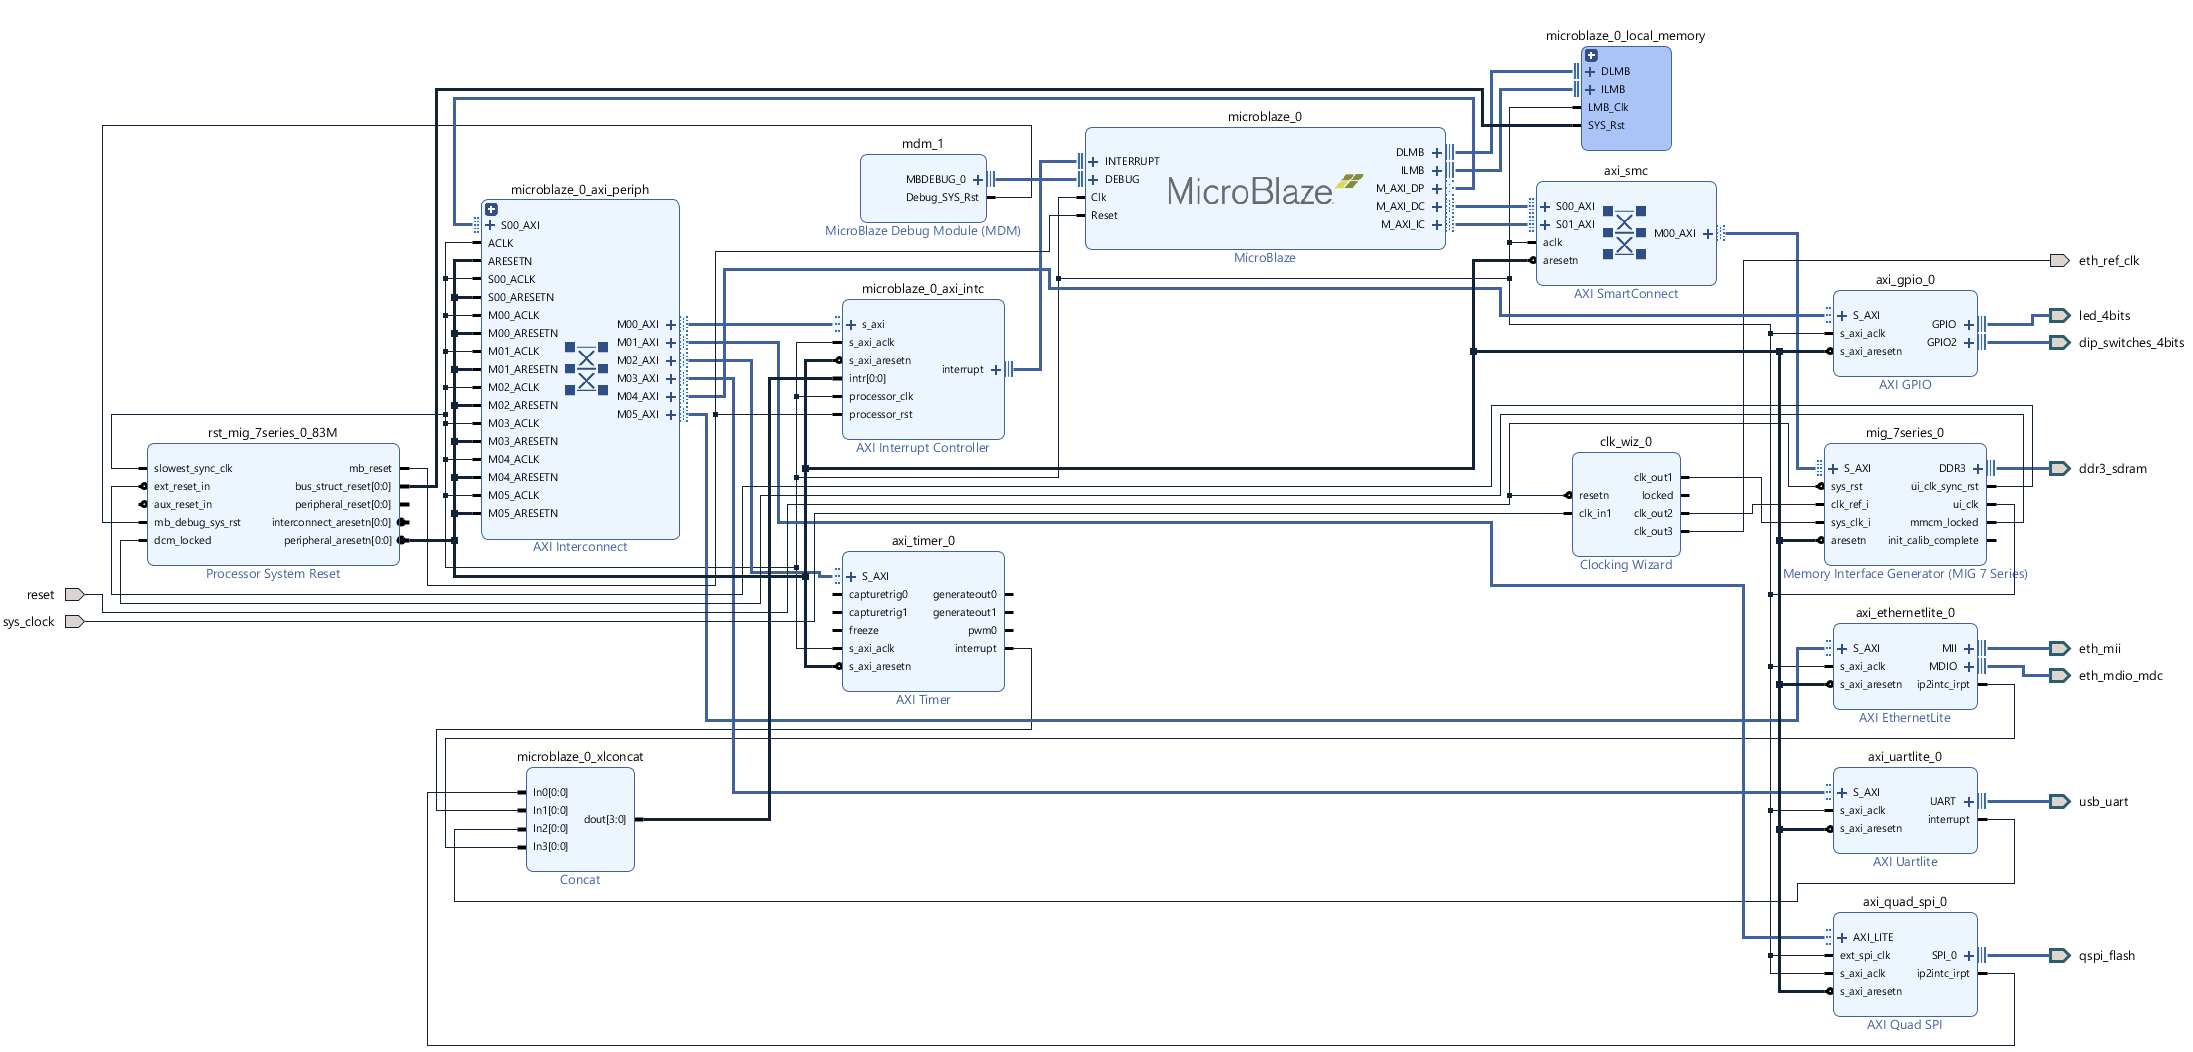 microblaze_0_local_memory
DLMB
ILMB
LMB_Clk
SYS_Rst
microblaze_0
INTERRUPT
DEBUG
Clk
Reset
MicroBlaze
DLMB
ILMB
M_AXI_DP
M_AXI_DC
M_AXI_IC
MicroBlaze
mdm_1
MBDEBUG_0
Debug_SYS_Rst
MicroBlaze Debug Module (MDM)
axi_smc
S00_AXI
S01_AXI
aclk
aresetn
M00_AXI
AXI SmartConnect
microblaze_0_axi_periph
S00_AXI
ACLK
ARESETN
S00_ACLK
S00_ARESETN
M00_ACLK
M00_ARESETN
M01_ACLK
M01_ARESETN
M02_ACLK
M02_ARESETN
M03_ACLK
M03_ARESETN
M04_ACLK
M04_ARESETN
M05_ACLK
M05_ARESETN
M00_AXI
M01_AXI
M02_AXI
M03_AXI
M04_AXI
M05_AXI
AXI Interconnect
microblaze_0_axi_intc
s_axi
s_axi_aclk
s_axi_aresetn
intr[0:0]
processor_clk
processor_rst
interrupt
AXI Interrupt Controller
eth_ref_clk
axi_gpio_0
S_AXI
s_axi_aclk
s_axi_aresetn
GPIO
GPIO2
AXI GPIO
led_4bits
dip_switches_4bits
rst_mig_7series_0_83M
slowest_sync_clk
ext_reset_in
aux_reset_in
mb_debug_sys_rst
dcm_locked
mb_reset
bus_struct_reset[0:0]
peripheral_reset[0:0]
interconnect_aresetn[0:0]
peripheral_aresetn[0:0]
Processor System Reset
clk_wiz_0
resetn
clk_in1
clk_out1
locked
clk_out2
clk_out3
Clocking Wizard
mig_7series_0
S_AXI
sys_rst
clk_ref_i
sys_clk_i
aresetn
DDR3
ui_clk_sync_rst
ui_clk
mmcm_locked
init_calib_complete
Memory Interface Generator (MIG 7 Series)
ddr3_sdram
reset
sys_clock
axi_timer_0
S_AXI
capturetrig0
capturetrig1
freeze
s_axi_aclk
s_axi_aresetn
generateout0
generateout1
pwm0
interrupt
AXI Timer
axi_ethernetlite_0
S_AXI
s_axi_aclk
s_axi_aresetn
MII
MDIO
ip2intc_irpt
AXI EthernetLite
eth_mii
eth_mdio_mdc
microblaze_0_xlconcat
In0[0:0]
In1[0:0]
In2[0:0]
In3[0:0]
dout[3:0]
Concat
axi_uartlite_0
S_AXI
s_axi_aclk
s_axi_aresetn
UART
interrupt
AXI Uartlite
usb_uart
axi_quad_spi_0
AXI_LITE
ext_spi_clk
s_axi_aclk
s_axi_aresetn
SPI_0
ip2intc_irpt
AXI Quad SPI
qspi_flash